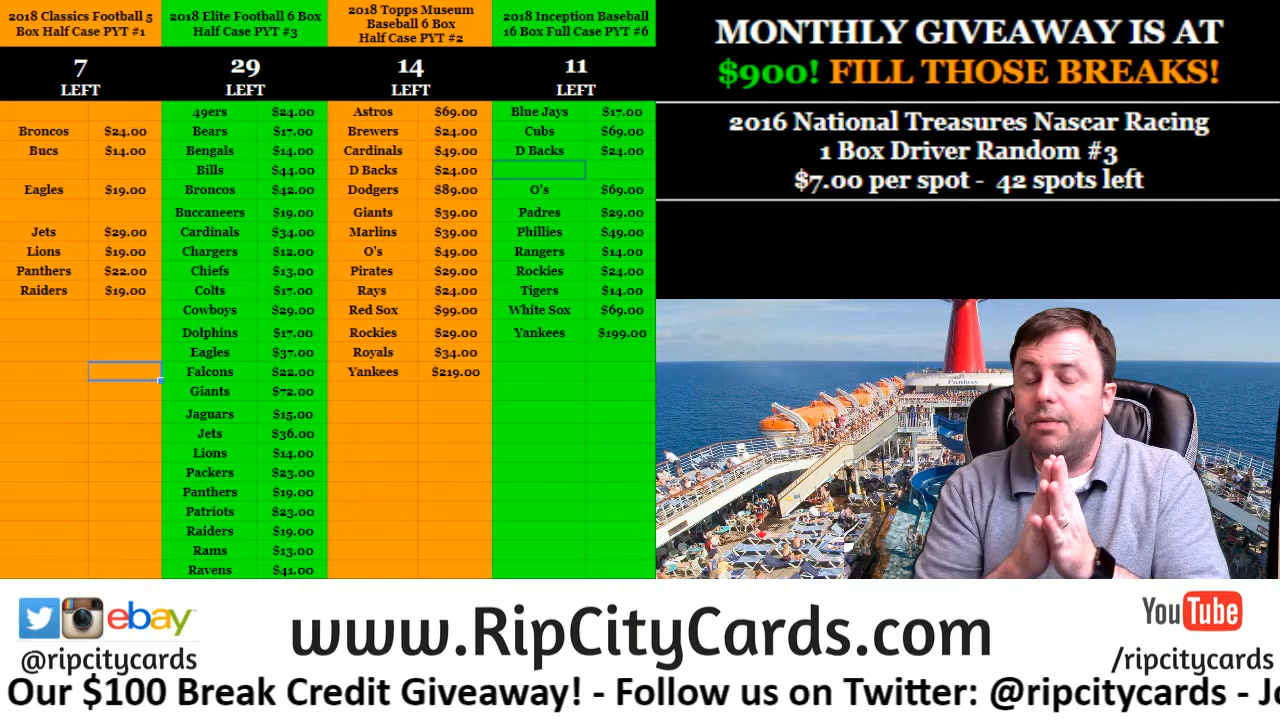 2018 Classics Football 5
Box Half Case PYT #1
7
LEFT
Broncos $24.00
Bucs $14.00
Eagles $19.00
Jets $29.00
Lions $19.00
Panthers $22.00
Raiders $19.00
2018 Elite Football 6 Box
Half Case PYT #3
29
LEFT
49ers $24.00
Bears $17.00
Bengals $14.00
Bills $44.00
Broncos $42.00
Buccaneers $19.00
Cardinals $34.00
Chargers $12.00
Chiefs $13.00
Colts $17.00
Cowboys $29.00
Dolphins $17.00
Eagles $37.00
Falcons $22.00
Giants $72.00
Jaguars $15.00
Jets $36.00
Lions $14.00
Packers $23.00
Panthers $19.00
Patriots $23.00
Raiders $19.00
Rams $13.00
Ravens $41.00
2018 Topps Museum
Baseball 6 Box
Half Case PYT #2
14
LEFT
Astros $69.00
Brewers $24.00
Cardinals $49.00
D Backs $24.00
Dodgers $89.00
Giants $39.00
Marlins $39.00
O's $49.00
Pirates $29.00
Rays $24.00
Red Sox $99.00
Rockies $29.00
Royals $34.00
Yankees $219.00
2018 Inception Baseball
16 Box Full Case PYT #6
11
LEFT
Blue Jays $17.00
Cubs $69.00
D Backs $24.00
O's $69.00
Padres $29.00
Phillies $49.00
Rangers $14.00
Rockies $24.00
Tigers $14.00
White Sox $69.00
Yankees $199.00
MONTHLY GIVEAWAY IS AT
$900! FILL THOSE BREAKS!
2016 National Treasures Nascar Racing
1 Box Driver Random #3
$7.00 per spot - 42 spots left
Fantasy
ebay
@ripcitycards
www.RipCityCards.com
YouTube
/ripcitycards
Our $100 Break Credit Giveaway! - Follow us on Twitter: @ripcitycards - Jo